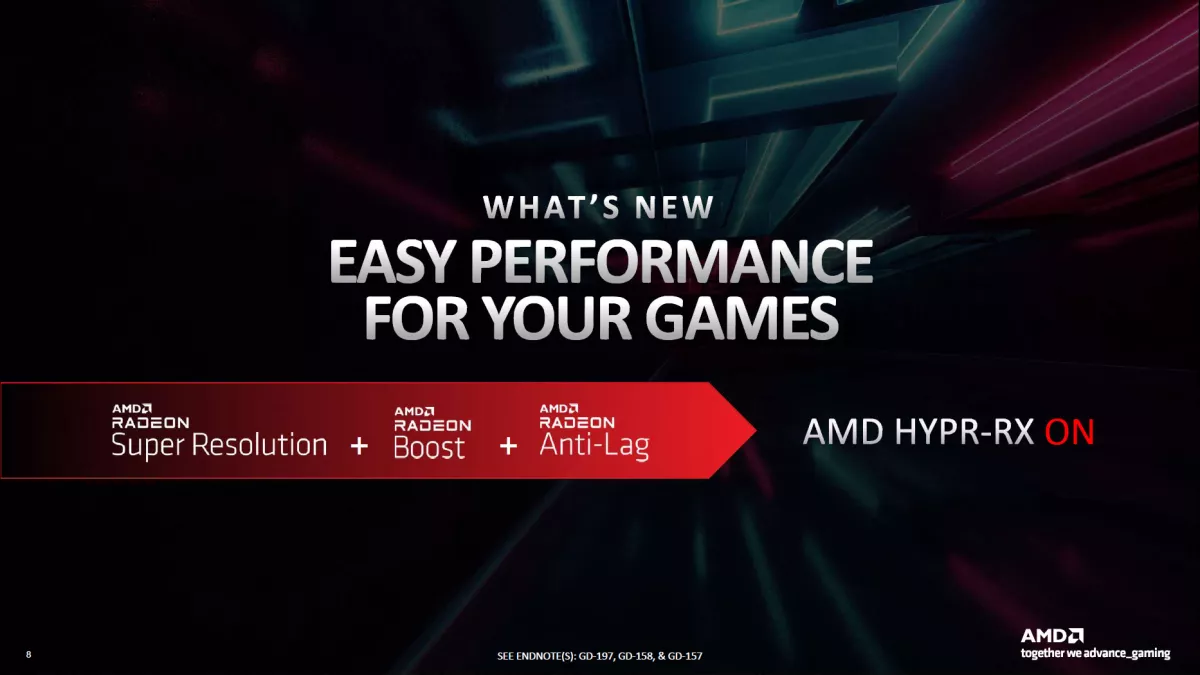 WHAT'S NEW
EASY PERFORMANCE
FOR YOUR GAMES
AMD
RADEON
Super Resolution
+
AMD
RADEON
Boost
+
AMD
RADEON
Anti-Lag
AMD HYPR-RX ON
8
SEE ENDNOTE(S): GD-197, GD-158, & GD-157
AMD
together we advance_gaming